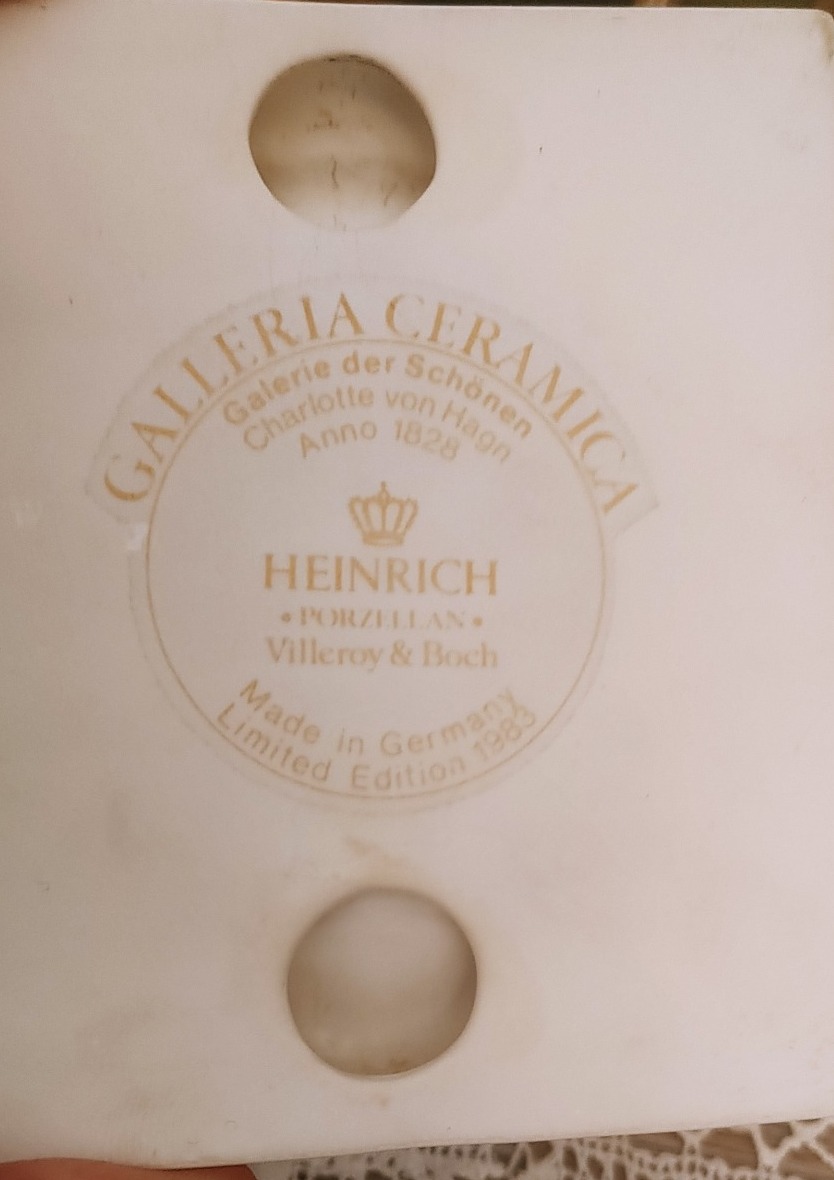 GALLERIA CERAMICA
Galerie der Schönen
Charlotte von Hagn
Anno 1828
HEINRICH
• PORZELLAN •
Villeroy & Boch
Made in Germany
Limited Edition 1983